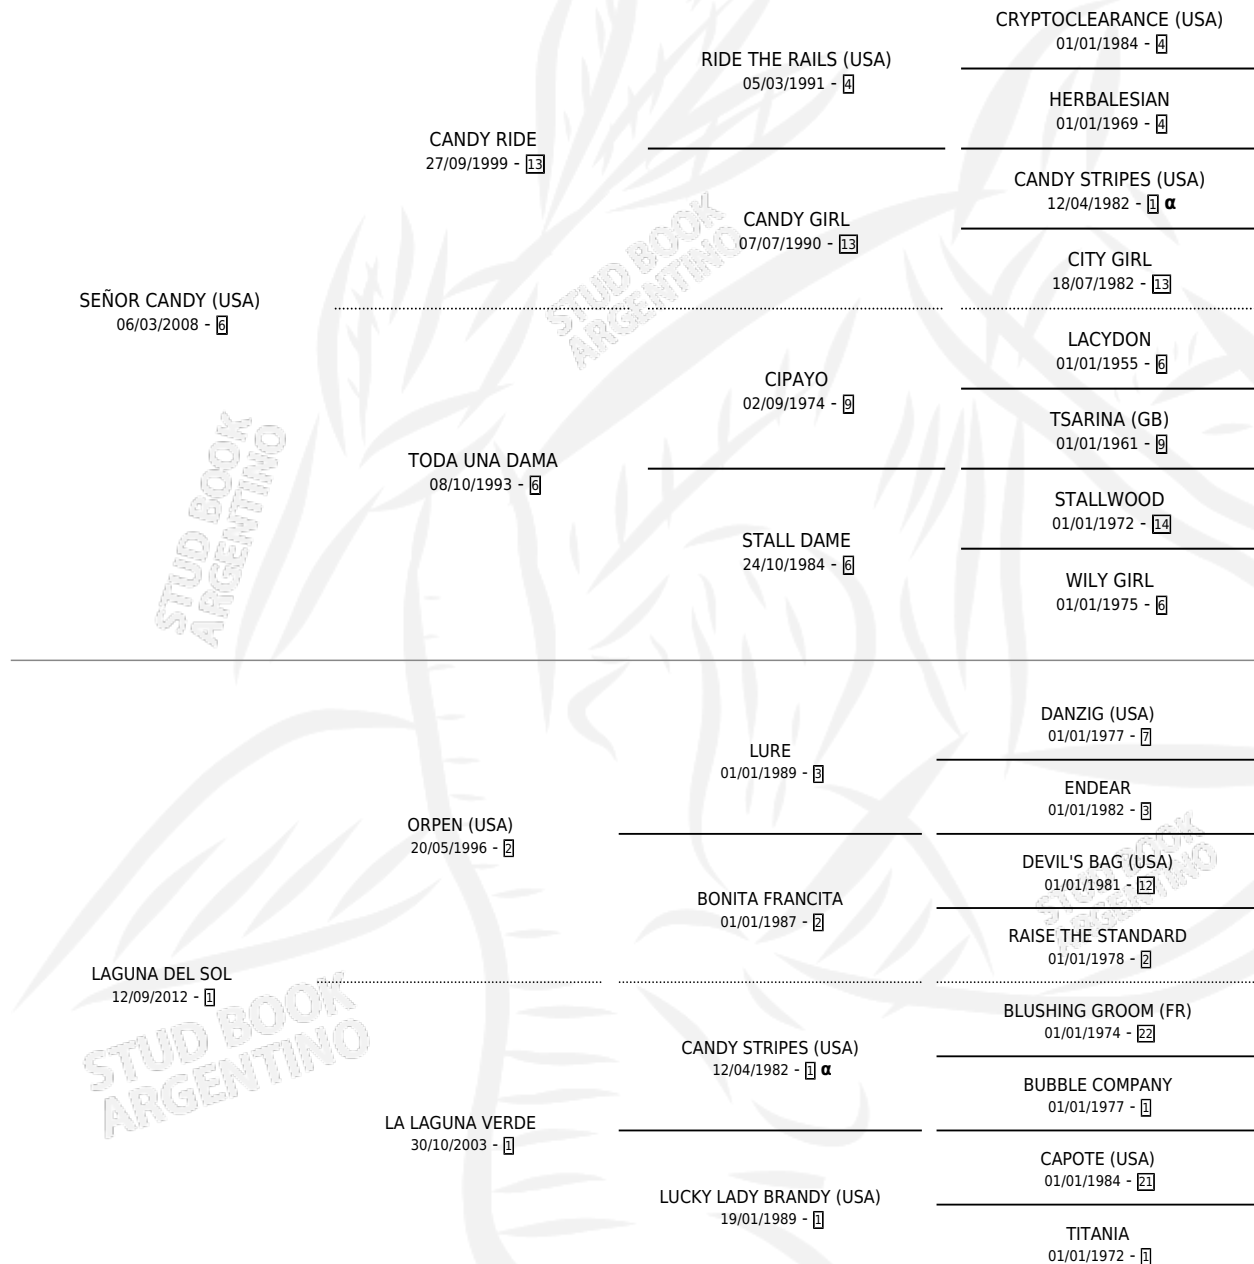 CRYPTOCLEARANCE (USA)
01/01/1984 - 4
RIDE THE RAILS (USA)
05/03/1991 - 4
HERBALESIAN
01/01/1969 - 4
CANDY RIDE
27/09/1999 - 13
CANDY STRIPES (USA)
12/04/1982 - 1 α
CANDY GIRL
07/07/1990 - 13
CITY GIRL
18/07/1982 - 13
SEÑOR CANDY (USA)
06/03/2008 - 6
LACYDON
01/01/1955 - 6
CIPAYO
02/09/1974 - 9
TSARINA (GB)
01/01/1961 - 9
TODA UNA DAMA
08/10/1993 - 6
STALLWOOD
01/01/1972 - 14
STALL DAME
24/10/1984 - 6
WILY GIRL
01/01/1975 - 6
STUD BOOK
ARGENTINO
STUD BOOK
ARGENTINO
DANZIG (USA)
01/01/1977 - 7
LURE
01/01/1989 - 3
ENDEAR
01/01/1982 - 3
ORPEN (USA)
20/05/1996 - 2
DEVIL'S BAG (USA)
01/01/1981 - 12
BONITA FRANCITA
01/01/1987 - 2
RAISE THE STANDARD
01/01/1978 - 2
STUD BOOK
ARGENTINO
LAGUNA DEL SOL
12/09/2012 - 1
BLUSHING GROOM (FR)
01/01/1974 - 22
CANDY STRIPES (USA)
12/04/1982 - 1 α
BUBBLE COMPANY
01/01/1977 - 1
LA LAGUNA VERDE
30/10/2003 - 1
CAPOTE (USA)
01/01/1984 - 21
LUCKY LADY BRANDY (USA)
19/01/1989 - 1
TITANIA
01/01/1972 - 1
STUD BOOK
ARGENTINO